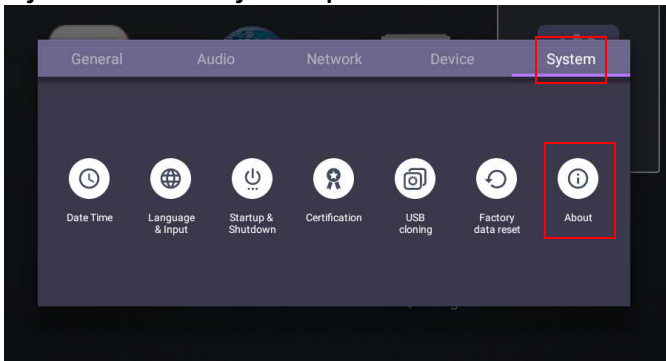 General Audio Network Device System
Date Time Language & Input Startup & Shutdown Certification USB cloning Factory data reset About